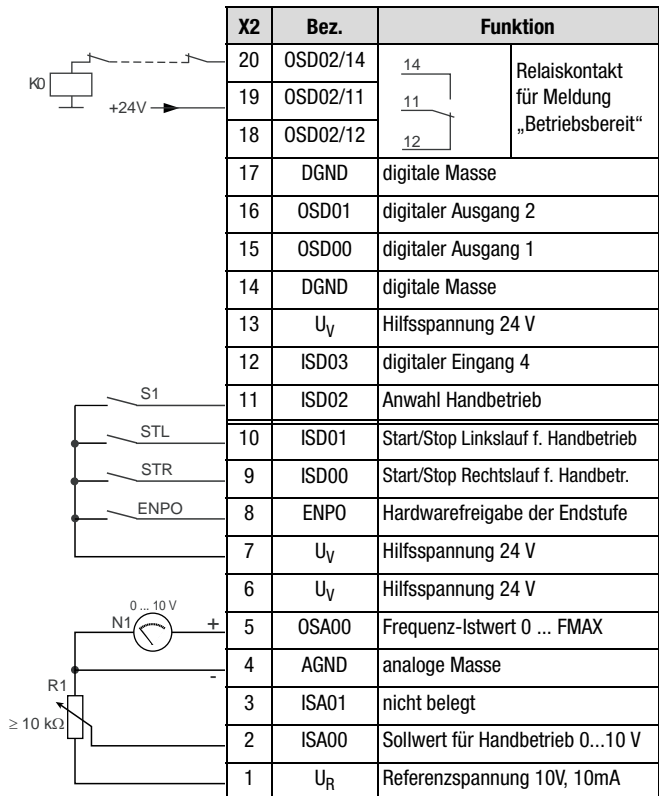 X2 Bez. Funktion
20 OSD02/14 14 Relaiskontakt
K0 +24V 19 OSD02/11 11 für Meldung
18 OSD02/12 12 „Betriebsbereit“
17 DGND digitale Masse
16 OSD01 digitaler Ausgang 2
15 OSD00 digitaler Ausgang 1
14 DGND digitale Masse
13 UV Hilfsspannung 24 V
12 ISD03 digitaler Eingang 4
S1 11 ISD02 Anwahl Handbetrieb
STL 10 ISD01 Start/Stop Linkslauf f. Handbetrieb
STR 9 ISD00 Start/Stop Rechtslauf f. Handbetr.
ENPO 8 ENPO Hardwarefreigabe der Endstufe
7 UV Hilfsspannung 24 V
6 UV Hilfsspannung 24 V
0 ... 10 V
N1 + 5 OSA00 Frequenz-Istwert 0 ... FMAX
- 4 AGND analoge Masse
R1 3 ISA01 nicht belegt
≥ 10 kΩ 2 ISA00 Sollwert für Handbetrieb 0...10 V
1 UR Referenzspannung 10V, 10mA